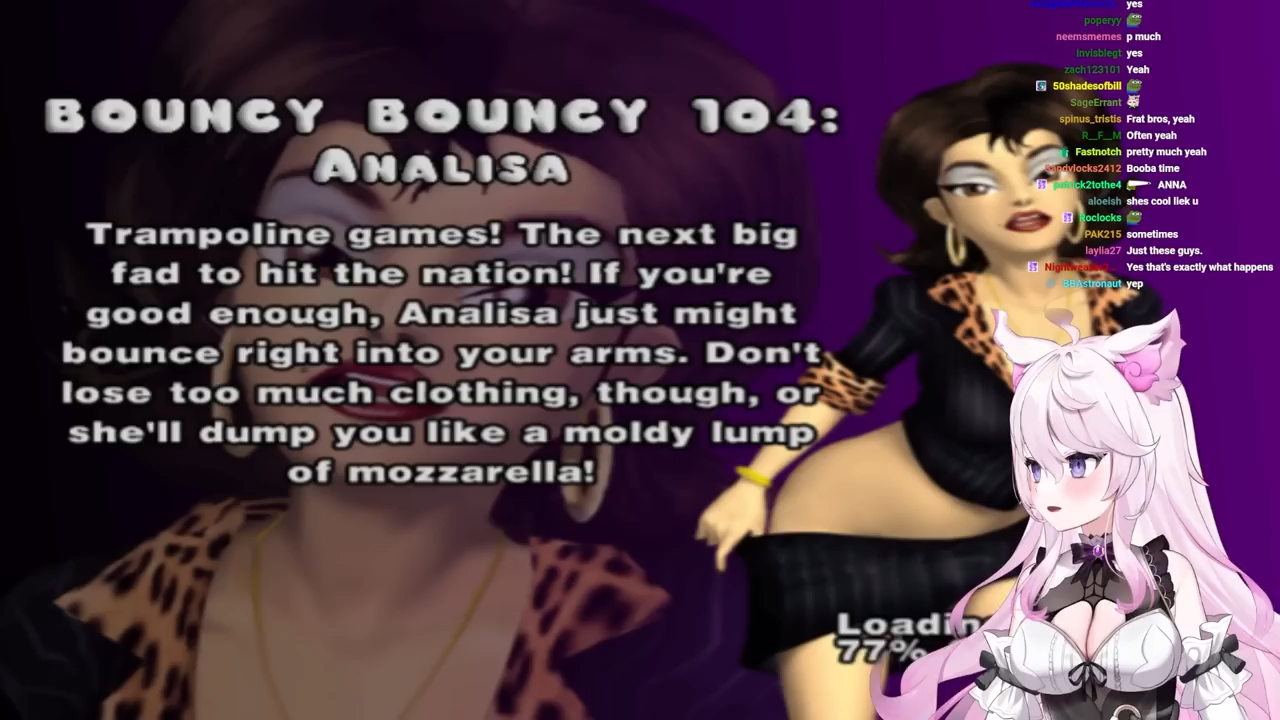 BOUNCY BOUNCY 104:
ANALISA
Trampoline games! The next big
fad to hit the nation! If you're
good enough, Analisa just might
bounce right into your arms. Don't
lose too much clothing, though, or
she'll dump you like a moldy lump
of mozzarella!
Loadin
77%
yes
poperyy
neemsmemes p much
Invisblegt yes
zach123101 Yeah
50shadesofbill
SageErrant
spinus_tristis Frat bros, yeah
R__F__M Often yeah
Fastnotch pretty much yeah
Booba time
ANNA
aloeish shes cool liek u
Roclocks
PAK215 sometimes
laylia27 Just these guys.
Yes that's exactly what happens
BBAstronaut yep